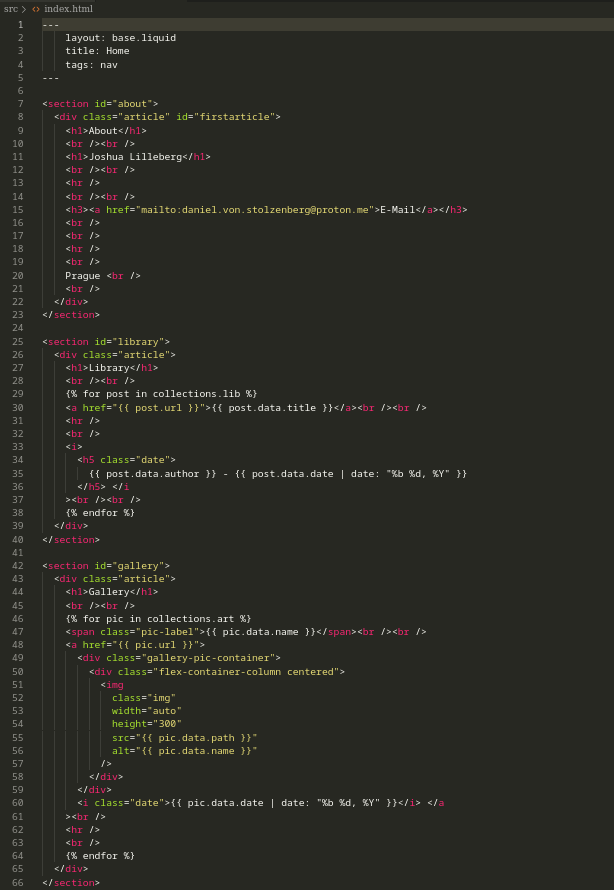 src > <> index.html
1 ---
2     layout: base.liquid
3     title: Home
4     tags: nav
5 ---
6
7 <section id="about">
8   <div class="article" id="firstarticle">
9     <h1>About</h1>
10     <br /><br />
11     <h1>Joshua Lilleberg</h1>
12     <br /><br />
13     <hr />
14     <br /><br />
15     <h3><a href="mailto:daniel.von.stolzenberg@proton.me">E-Mail</a></h3>
16     <br />
17     <br />
18     <hr />
19     <br />
20     Prague <br />
21     <br />
22   </div>
23 </section>
24
25 <section id="library">
26   <div class="article">
27     <h1>Library</h1>
28     <br /><br />
29     {% for post in collections.lib %}
30     <a href="{{ post.url }}">{{ post.data.title }}</a><br /><br />
31     <hr />
32     <br />
33     <i>
34       <h5 class="date">
35         {{ post.data.author }} - {{ post.data.date | date: "%b %d, %Y" }}
36       </h5> </i
37     ><br /><br />
38     {% endfor %}
39   </div>
40 </section>
41
42 <section id="gallery">
43   <div class="article">
44     <h1>Gallery</h1>
45     <br /><br />
46     {% for pic in collections.art %}
47     <span class="pic-label">{{ pic.data.name }}</span><br /><br />
48     <a href="{{ pic.url }}">
49       <div class="gallery-pic-container">
50         <div class="flex-container-column centered">
51           <img
52             class="img"
53             width="auto"
54             height="300"
55             src="{{ pic.data.path }}"
56             alt="{{ pic.data.name }}"
57           />
58         </div>
59       </div>
60       <i class="date">{{ pic.data.date | date: "%b %d, %Y" }}</i> </a
61     ><br />
62     <hr />
63     <br />
64     {% endfor %}
65   </div>
66 </section>